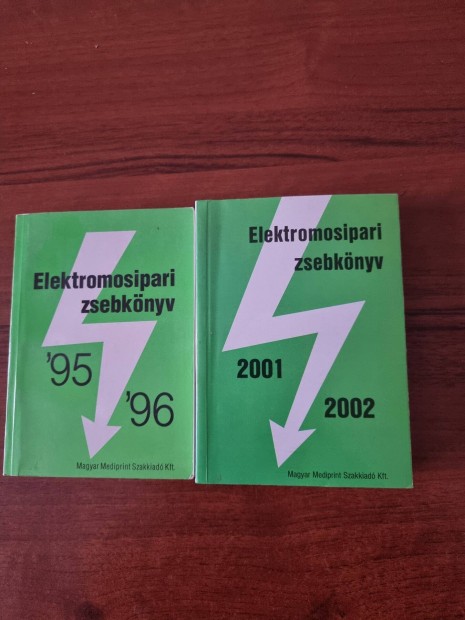 Elektromosipari
zsebkönyv
'95
'96
Magyar Mediprint Szakkiadó Kft.
Elektromosipari
zsebkönyv
2001
2002
Magyar Mediprint Szakkiadó Kft.